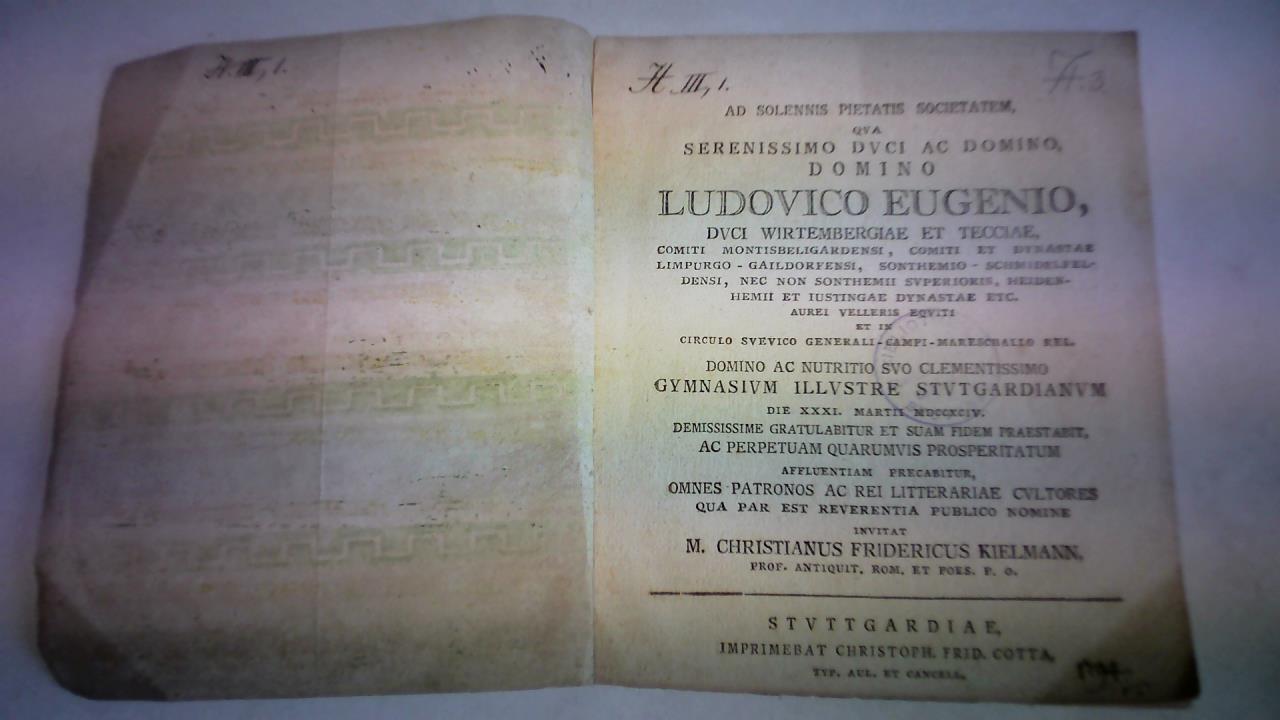 H. III, 1.
H III, 1.
H.3
AD SOLENNIS PIETATIS SOCIETATEM,
QVA
SERENISSIMO DVCI AC DOMINO,
DOMINO
LUDOVICO EUGENIO,
DVCI WIRTEMBERGIAE ET TECCIAE,
COMITI MONTISBELIGARDENSI, COMITI ET DYNASTAE
LIMPURGO-GAILDORFENSI, SONTHEMIO-SCHMIDELFEL-
DENSI, NEC NON SONTHEMII SVPERIORIS, HEIDEN-
HEMII ET IUSTINGAE DYNASTAE ETC.
AUREI VELLERIS EQVITI
ET IN
CIRCULO SVEVICO GENERALI-CAMPI-MARESCHALLO REL.
DOMINO AC NUTRITIO SVO CLEMENTISSIMO
GYMNASIVM ILLVSTRE STVTGARDIANVM
DIE XXXI. MARTII MDCCXCIV.
DEMISSISSIME GRATULABITUR ET SUAM FIDEM PRAESTABIT,
AC PERPETUAM QUARUMVIS PROSPERITATUM
AFFLUENTIAM PRECABITUR,
OMNES PATRONOS AC REI LITTERARIAE CVLTORES
QUA PAR EST REVERENTIA PUBLICO NOMINE
INVITAT
M. CHRISTIANUS FRIDERICUS KIELMANN,
PROF. ANTIQUIT. ROM. ET POES. P. O.
STVTTGARDIAE,
IMPRIMEBAT CHRISTOPH. FRID. COTTA,
TYP. AUL. ET CANCELL.
1794